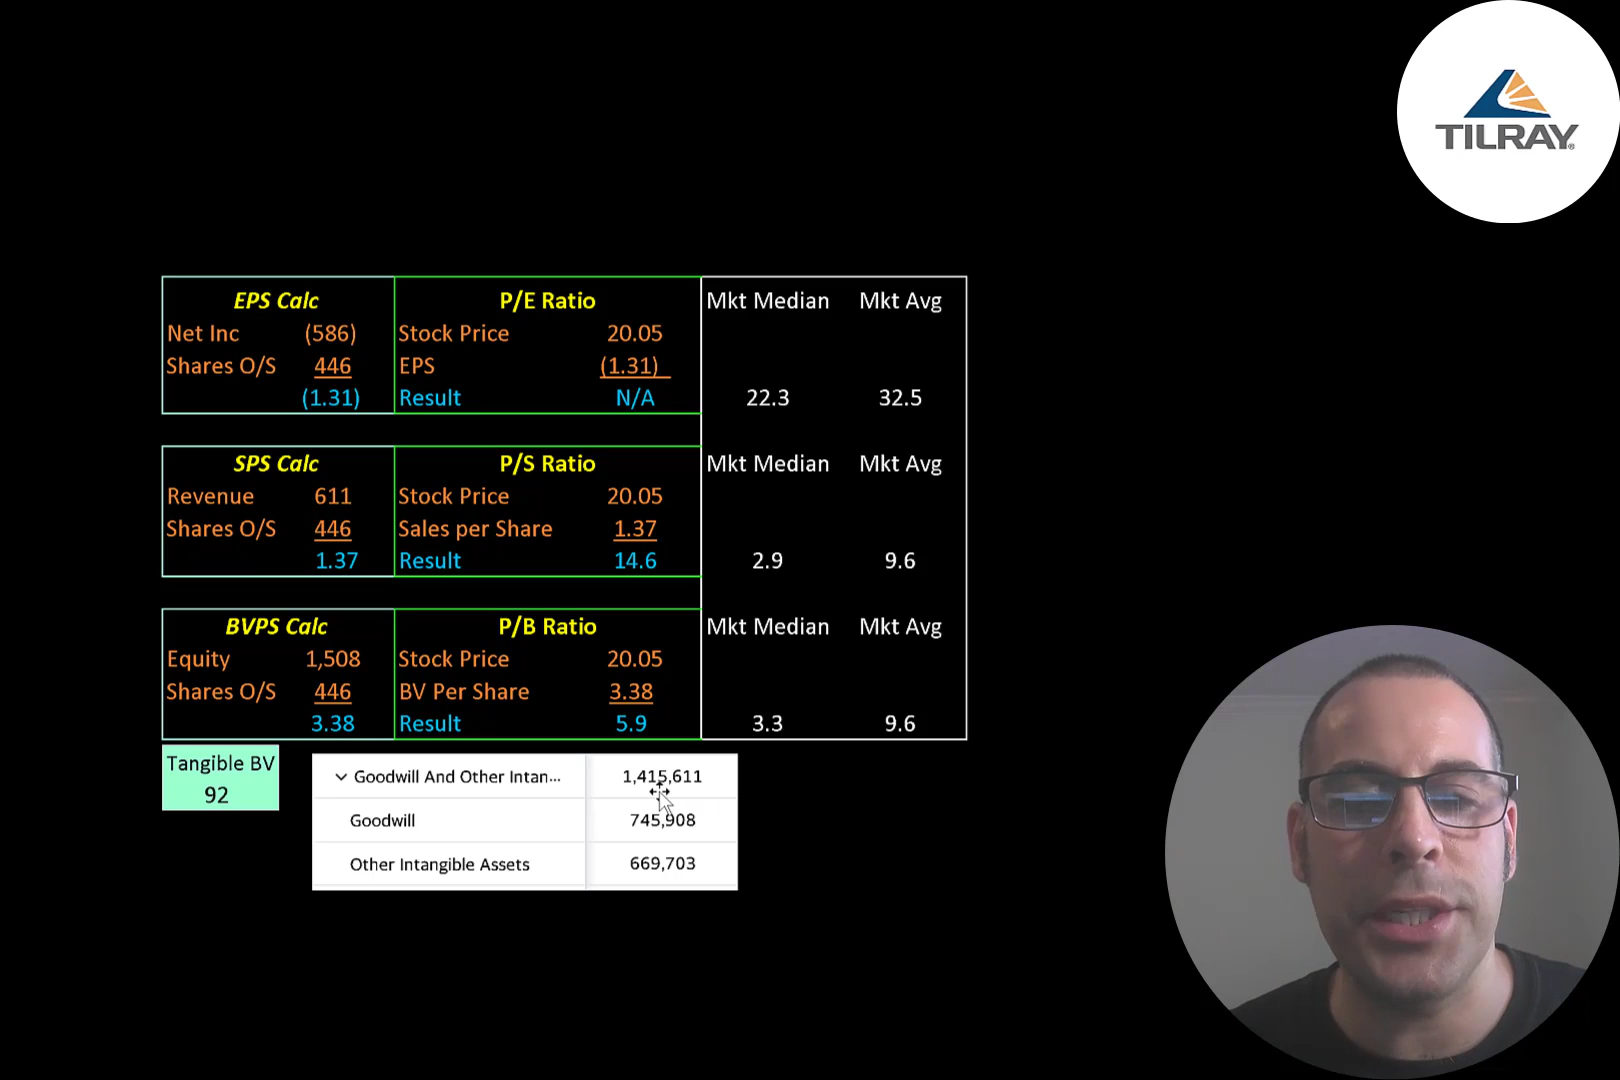 TILRAY
EPS Calc P/E Ratio Mkt Median Mkt Avg
Net Inc (586) Stock Price 20.05
Shares O/S 446 EPS (1.31)
(1.31) Result N/A 22.3 32.5
SPS Calc P/S Ratio Mkt Median Mkt Avg
Revenue 611 Stock Price 20.05
Shares O/S 446 Sales per Share 1.37
1.37 Result 14.6 2.9 9.6
BVPS Calc P/B Ratio Mkt Median Mkt Avg
Equity 1,508 Stock Price 20.05
Shares O/S 446 BV Per Share 3.38
3.38 Result 5.9 3.3 9.6
Tangible BV
92
Goodwill And Other Intan... 1,415,611
Goodwill 745,908
Other Intangible Assets 669,703